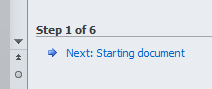 Step 1 of 6
Next: Starting document